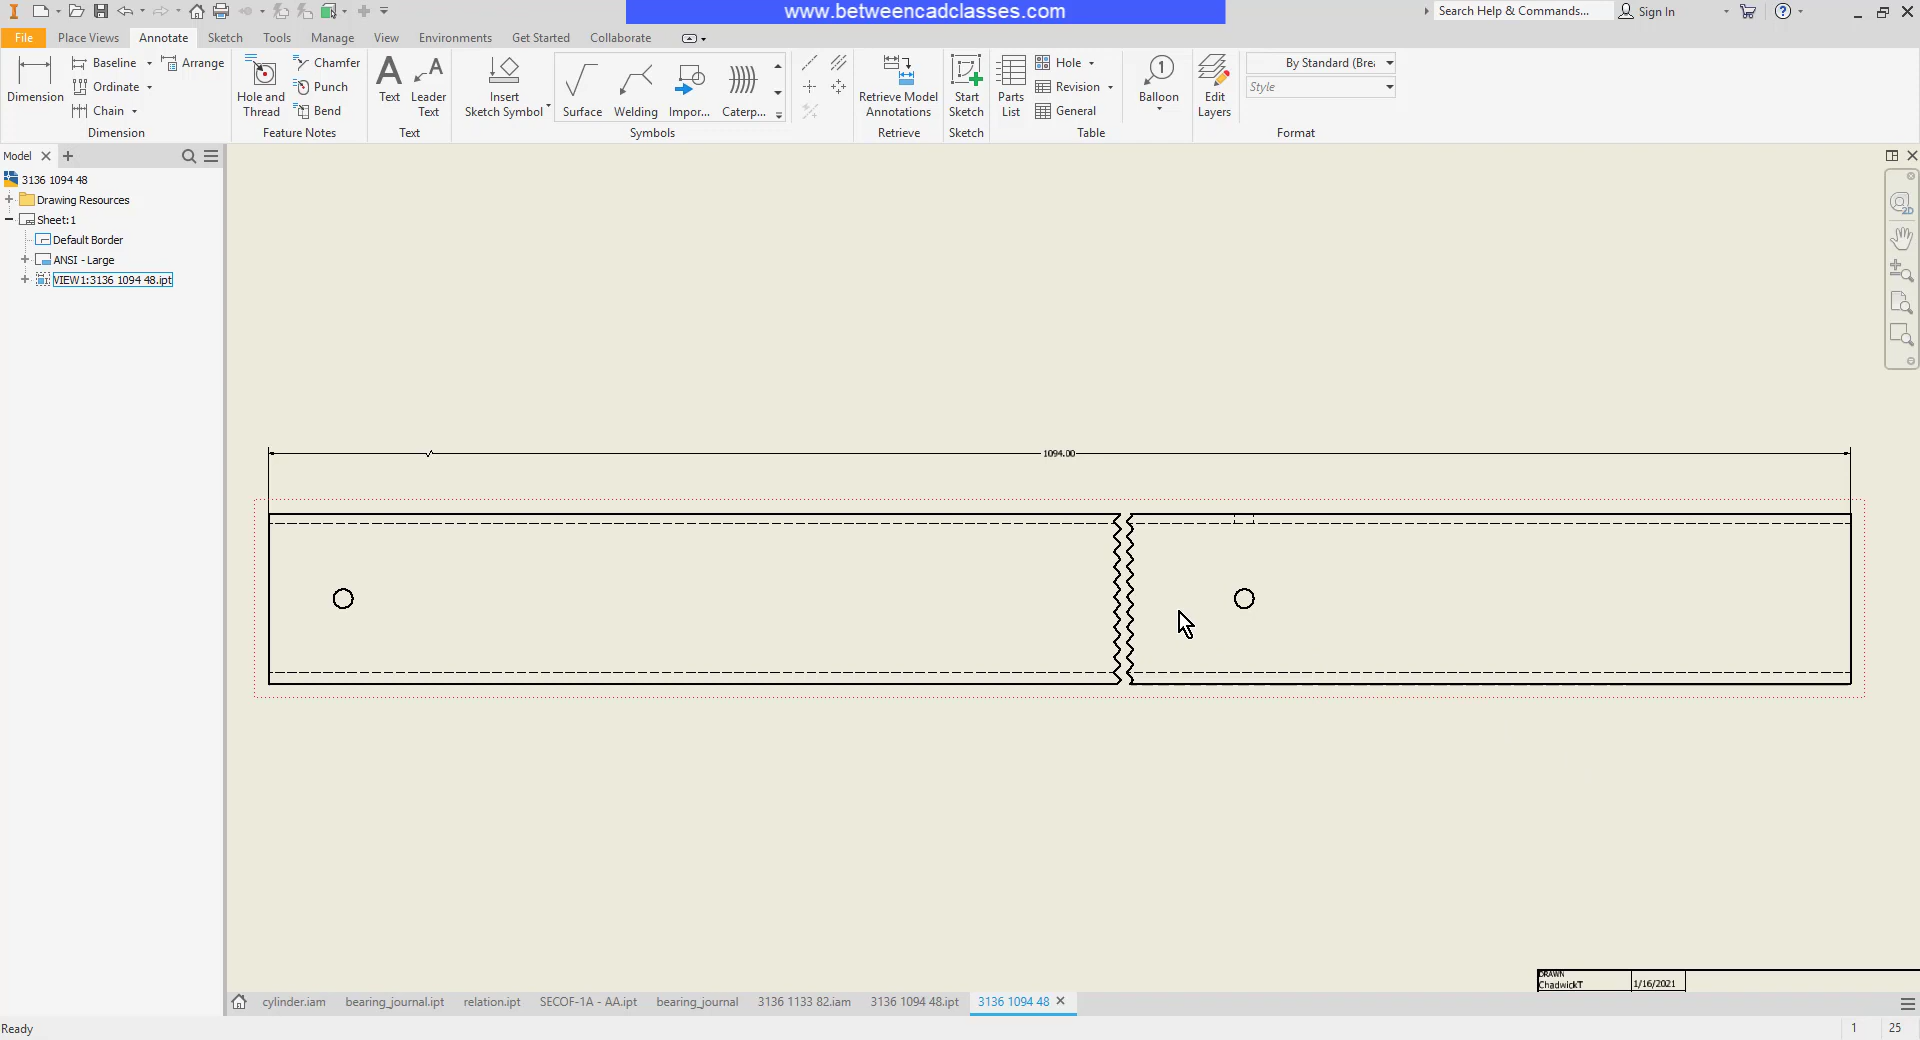 www.betweencadclasses.com
Search Help & Commands...
Sign In
File
Place Views
Annotate
Sketch
Tools
Manage
View
Environments
Get Started
Collaborate
Dimension
Baseline
Ordinate
Chain
Arrange
Dimension
Hole and
Thread
Chamfer
Punch
Bend
Feature Notes
A
Text
A
Leader
Text
Text
Insert
Sketch Symbol
Surface
Welding
Impor...
Caterp...
Symbols
Retrieve Model
Annotations
Retrieve
Start
Sketch
Sketch
Parts
List
Hole
Revision
General
Table
1
Balloon
Edit
Layers
By Standard (Brea
Style
Format
Model
3136 1094 48
Drawing Resources
Sheet:1
Default Border
ANSI - Large
VIEW1:3136 1094 48.ipt
2D
1094.00
DRAWN
ChadwickT
1/16/2021
cylinder.iam
bearing_journal.ipt
relation.ipt
SECOF-1A - AA.ipt
bearing_journal
3136 1133 82.iam
3136 1094 48.ipt
3136 1094 48
Ready
1
25